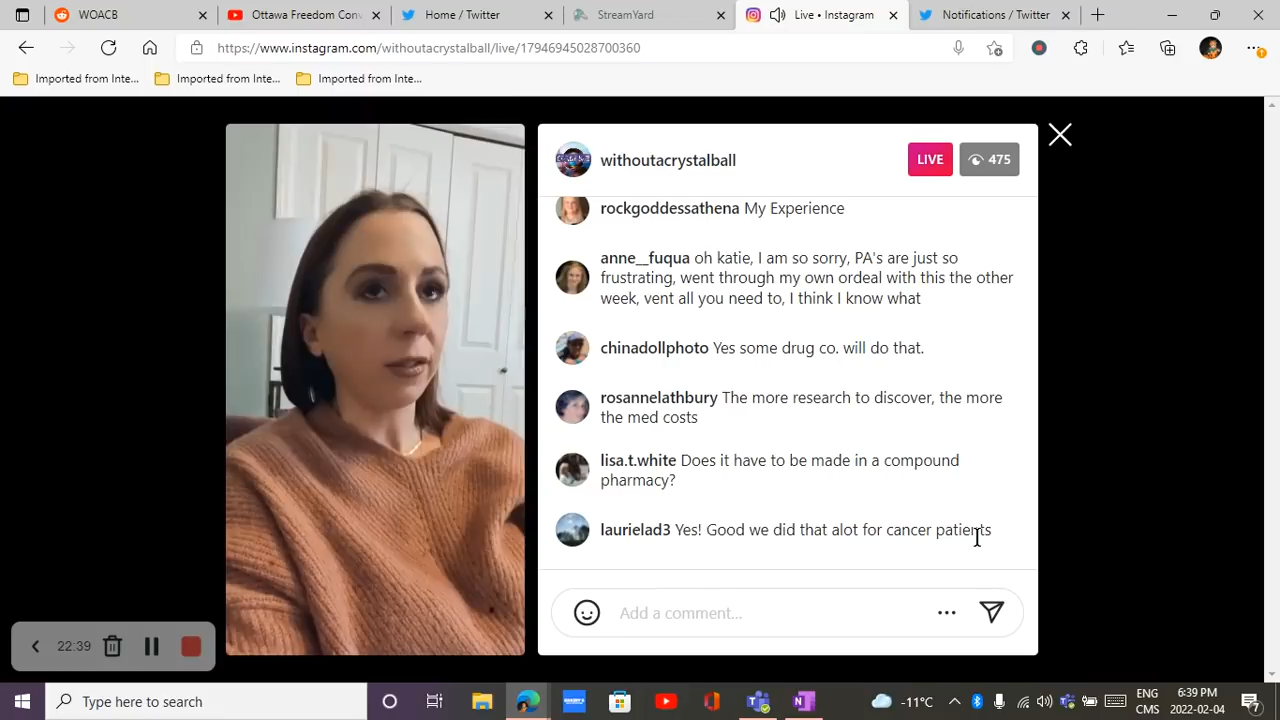 WOACB
Ottawa Freedom Con
Home / Twitter
StreamYard
Live • Instagram
Notifications / Twitter
https://www.instagram.com/withoutacrystalball/live/17946945028700360
Imported from Inte...
Imported from Inte...
Imported from Inte...
withoutacrystalball
LIVE
475
rockgoddessathena My Experience
anne__fuqua oh katie, I am so sorry, PA's are just so
frustrating, went through my own ordeal with this the other
week, vent all you need to, I think I know what
chinadollphoto Yes some drug co. will do that.
rosannelathbury The more research to discover, the more
the med costs
lisa.t.white Does it have to be made in a compound
pharmacy?
laurielad3 Yes! Good we did that alot for cancer patients
Add a comment...
22:39
Type here to search
-11°C
ENG
CMS
6:39 PM
2022-02-04
7